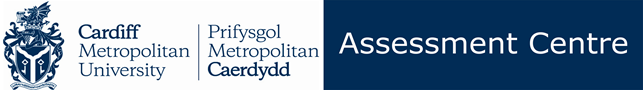 Cardiff
Metropolitan
University
Prifysgol
Metropolitan
Caerdydd
Assessment Centre